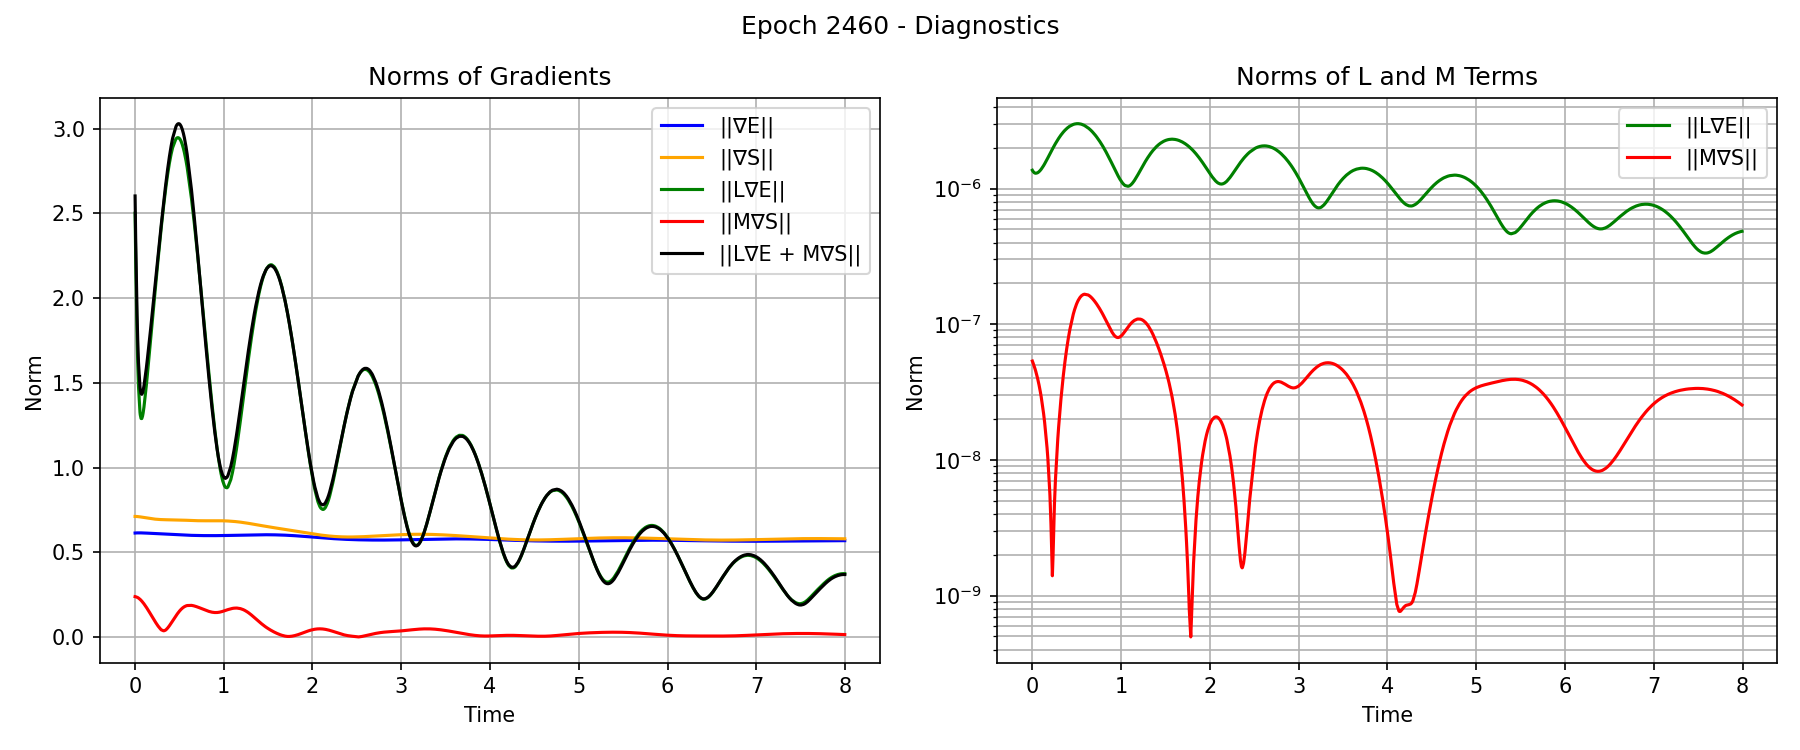 Epoch 2460 - Diagnostics
Norms of Gradients
3.0
2.5
2.0
1.5
1.0
0.5
0.0
Norm
0 1 2 3 4 5 6 7 8
Time
||∇E||
||∇S||
||L∇E||
||M∇S||
||L∇E + M∇S||
Norms of L and M Terms
10⁻⁶
10⁻⁷
10⁻⁸
10⁻⁹
Norm
0 1 2 3 4 5 6 7 8
Time
||L∇E||
||M∇S||